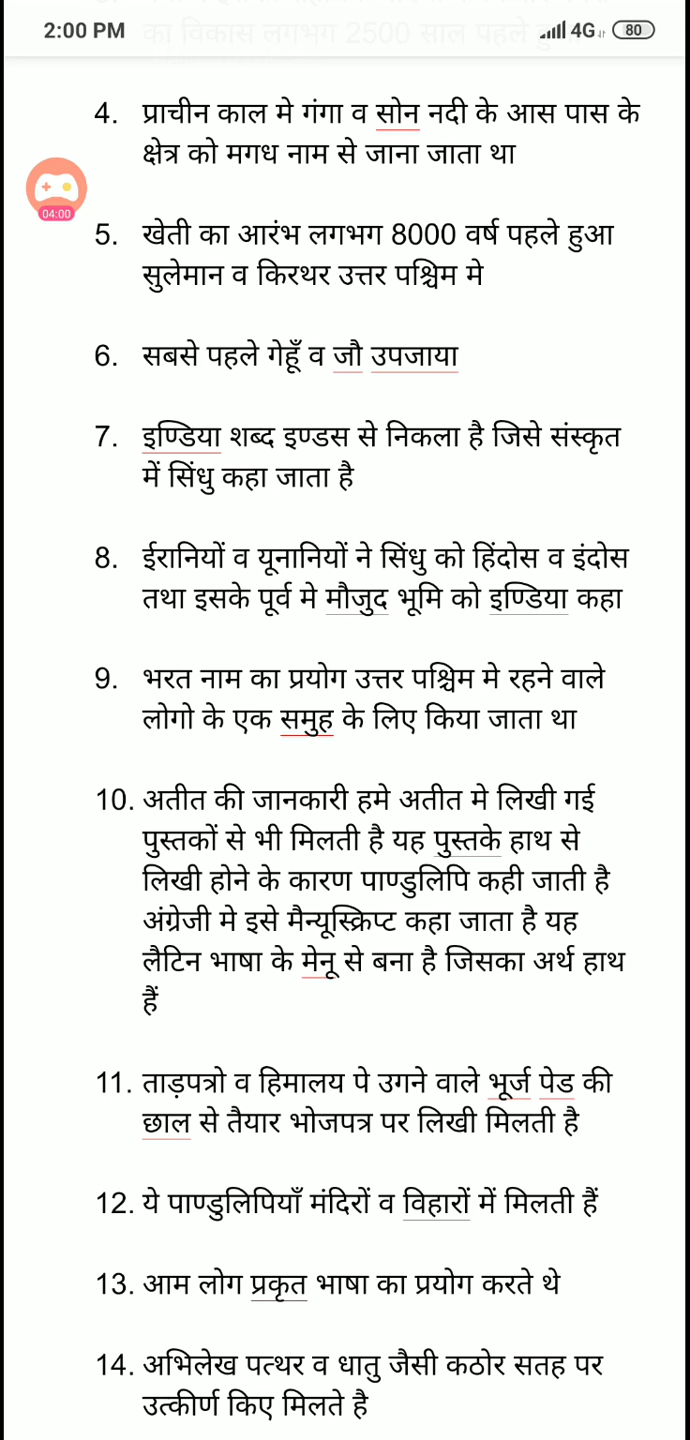 2:00 PM
4G
80
का विकास लगभग 2500 साल पहले
04:00
4. प्राचीन काल मे गंगा व सोन नदी के आस पास के
क्षेत्र को मगध नाम से जाना जाता था
5. खेती का आरंभ लगभग 8000 वर्ष पहले हुआ
सुलेमान व किरथर उत्तर पश्चिम मे
6. सबसे पहले गेहूँ व जौ उपजाया
7. इण्डिया शब्द इण्डस से निकला है जिसे संस्कृत
में सिंधु कहा जाता है
8. ईरानियों व यूनानियों ने सिंधु को हिंदोस व इंदोस
तथा इसके पूर्व मे मौजुद भूमि को इण्डिया कहा
9. भरत नाम का प्रयोग उत्तर पश्चिम मे रहने वाले
लोगो के एक समुह के लिए किया जाता था
10. अतीत की जानकारी हमे अतीत मे लिखी गई
पुस्तकों से भी मिलती है यह पुस्तके हाथ से
लिखी होने के कारण पाण्डुलिपि कही जाती है
अंग्रेजी मे इसे मैन्यूस्क्रिप्ट कहा जाता है यह
लैटिन भाषा के मेनू से बना है जिसका अर्थ हाथ
हैं
11. ताड़पत्रो व हिमालय पे उगने वाले भूर्ज पेड की
छाल से तैयार भोजपत्र पर लिखी मिलती है
12. ये पाण्डुलिपियाँ मंदिरों व विहारों में मिलती हैं
13. आम लोग प्रकृत भाषा का प्रयोग करते थे
14. अभिलेख पत्थर व धातु जैसी कठोर सतह पर
उत्कीर्ण किए मिलते है